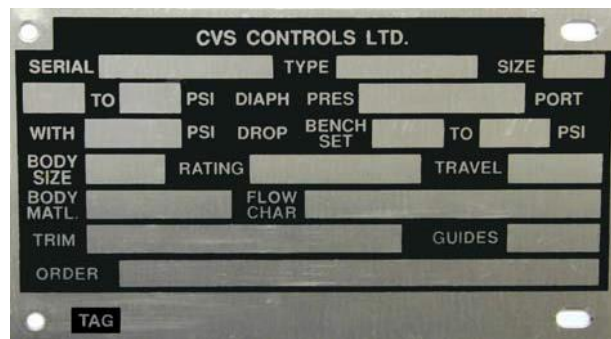 CVS CONTROLS LTD.
SERIAL TYPE SIZE
TO PSI DIAPH PRES PORT
WITH PSI DROP BENCH SET TO PSI
BODY SIZE RATING TRAVEL
BODY MATL. FLOW CHAR
TRIM GUIDES
ORDER
TAG